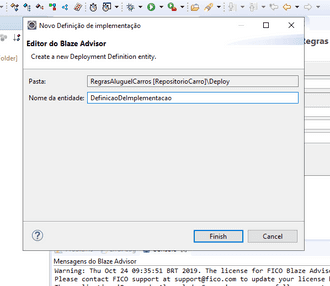 Novo Definição de implementação
Editor do Blaze Advisor
Create a new Deployment Definition entity.
Pasta:
RegrasAluguelCarros [RepositorioCarro]\Deploy
Nome da entidade:
DefinicaoDeImplementacao
Finish
Cancel
Regras
older]
Mensagens do Blaze Advisor
Warning: Thu Oct 24 09:35:51 BRT 2019. The license for FICO Blaze Adviso
Please contact FICO support at support@fico.com to update your license